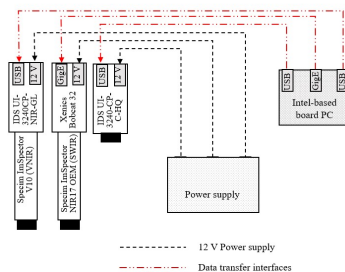 USB
12 V
GigE
12 V
USB
12 V
USB
GigE
USB
IDS UI-
3240CP-
NIR-GL
Xenics
Bobcat 32
IDS UI-
3240-CP-
C-HQ
Intel-based
board PC
Specim ImSpector
V10 (VNIR)
Specim ImSpector
NIR17 OEM (SWIR)
Power supply
12 V Power supply
Data transfer interfaces